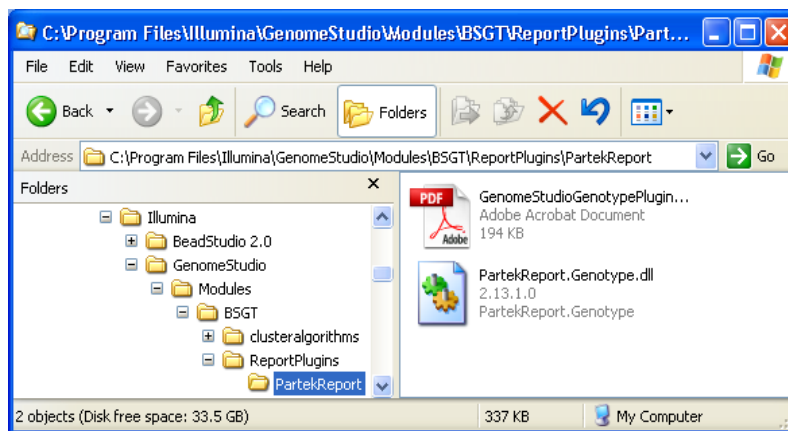 C:\Program Files\Illumina\GenomeStudio\Modules\BSGT\ReportPlugins\Part...
File Edit View Favorites Tools Help
Back Search Folders
Address C:\Program Files\Illumina\GenomeStudio\Modules\BSGT\ReportPlugins\PartekReport Go
Folders
Illumina
BeadStudio 2.0
GenomeStudio
Modules
BSGT
clusteralgorithms
ReportPlugins
PartekReport
PDF
Adobe
GenomeStudioGenotypePlugin...
Adobe Acrobat Document
194 KB
PartekReport.Genotype.dll
2.13.1.0
PartekReport.Genotype
2 objects (Disk free space: 33.5 GB) 337 KB My Computer